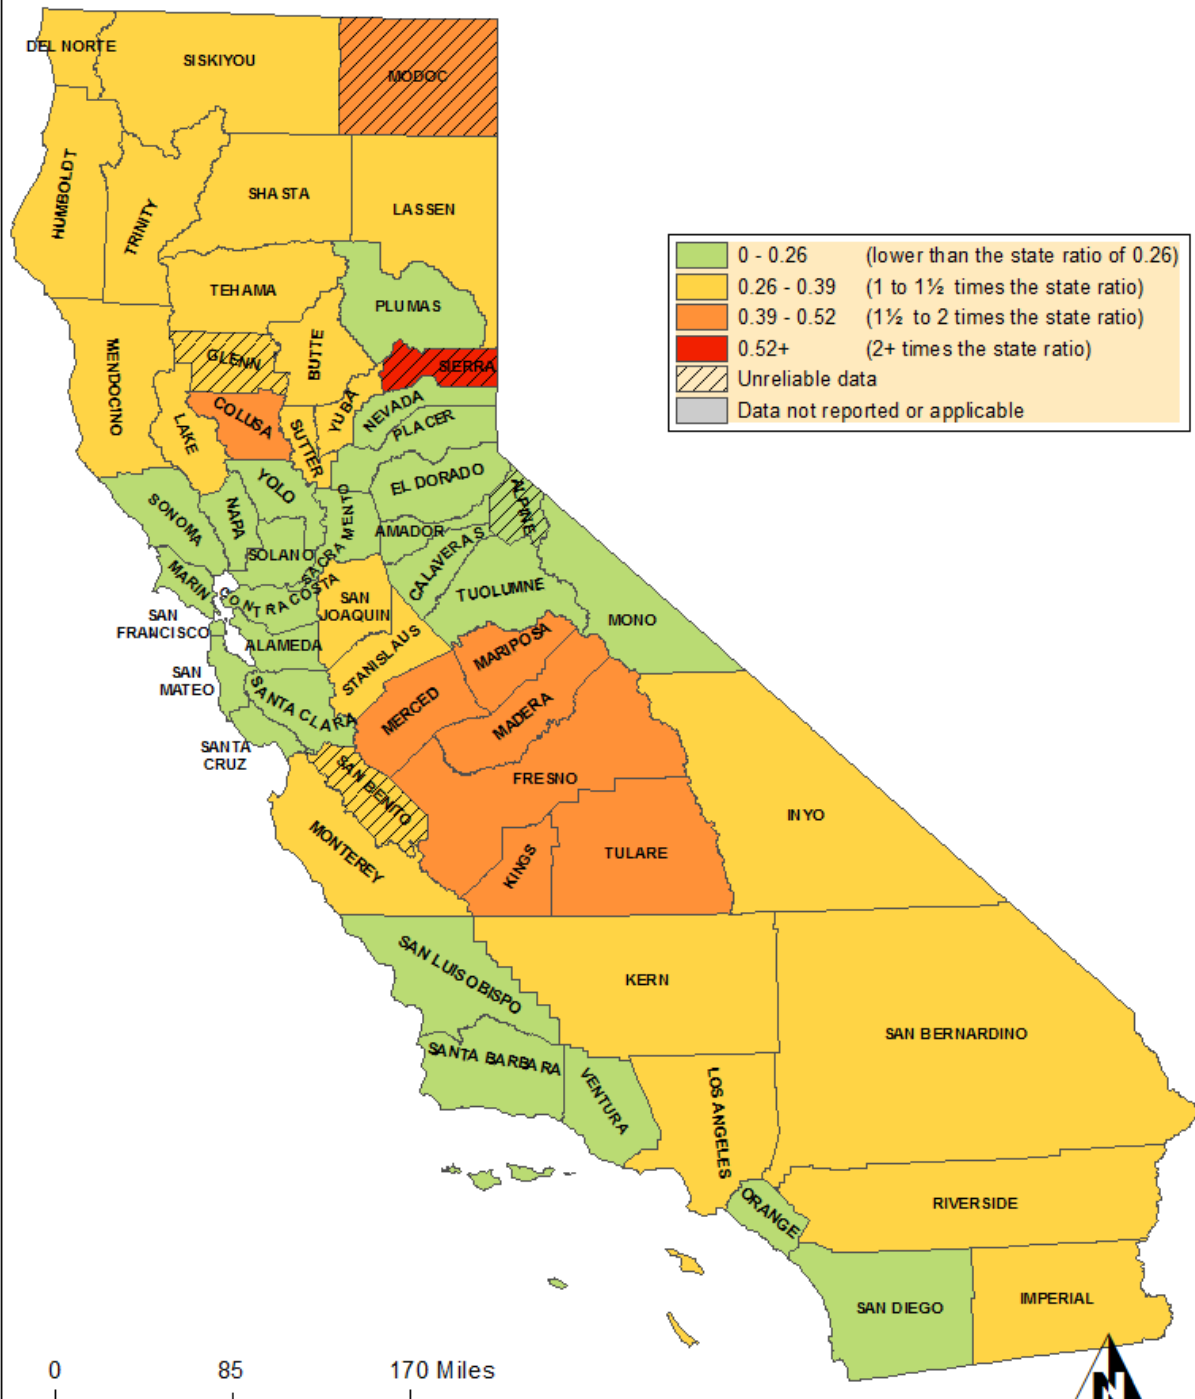 DEL NORTE
SISKIYOU
MODOC
HUMBOLDT
TRINITY
SHASTA
LASSEN
TEHAMA
PLUMAS
MENDOCINO
GLENN
BUTTE
SIERRA
LAKE
COLUSA
SUTTER
YUBA
NEVADA
PLACER
SONOMA
NAPA
YOLO
SACRAMENTO
EL DORADO
ALPINE
AMADOR
SOLANO
CALAVERAS
MARIN
CONTRA COSTA
SAN
JOAQUIN
TUOLUMNE
MONO
SAN
FRANCISCO
ALAMEDA
STANISLAUS
MARIPOSA
SAN
MATEO
SANTA CLARA
MERCED
MADERA
SANTA
CRUZ
SAN BENITO
FRESNO
MONTEREY
KINGS
TULARE
INYO
SAN LUIS OBISPO
KERN
SAN BERNARDINO
SANTA BARBARA
VENTURA
LOS ANGELES
ORANGE
RIVERSIDE
SAN DIEGO
IMPERIAL
0 - 0.26 (lower than the state ratio of 0.26)
0.26 - 0.39 (1 to 1½ times the state ratio)
0.39 - 0.52 (1½ to 2 times the state ratio)
0.52+ (2+ times the state ratio)
Unreliable data
Data not reported or applicable
0 85 170 Miles
N